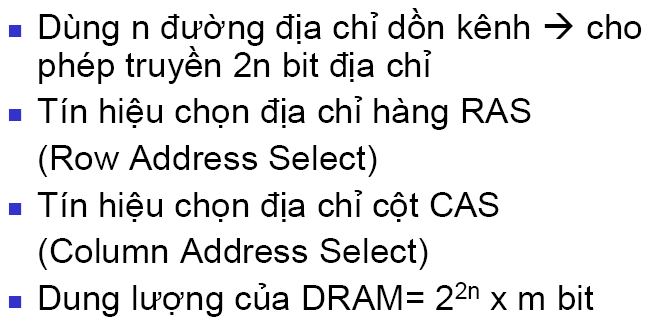 ▪ Dùng n đường địa chỉ dồn kênh → cho
phép truyền 2n bit địa chỉ
▪ Tín hiệu chọn địa chỉ hàng RAS
(Row Address Select)
▪ Tín hiệu chọn địa chỉ cột CAS
(Column Address Select)
▪ Dung lượng của DRAM= 2²ⁿ x m bit